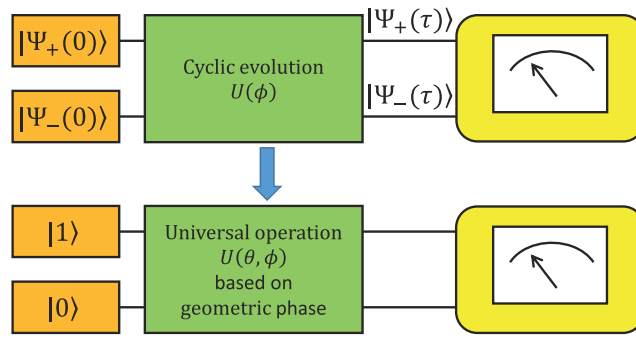 |Ψ₊(0)⟩
|Ψ₋(0)⟩
Cyclic evolution
U(ϕ)
|Ψ₊(τ)⟩
|Ψ₋(τ)⟩
|1⟩
|0⟩
Universal operation
U(θ, ϕ)
based on
geometric phase